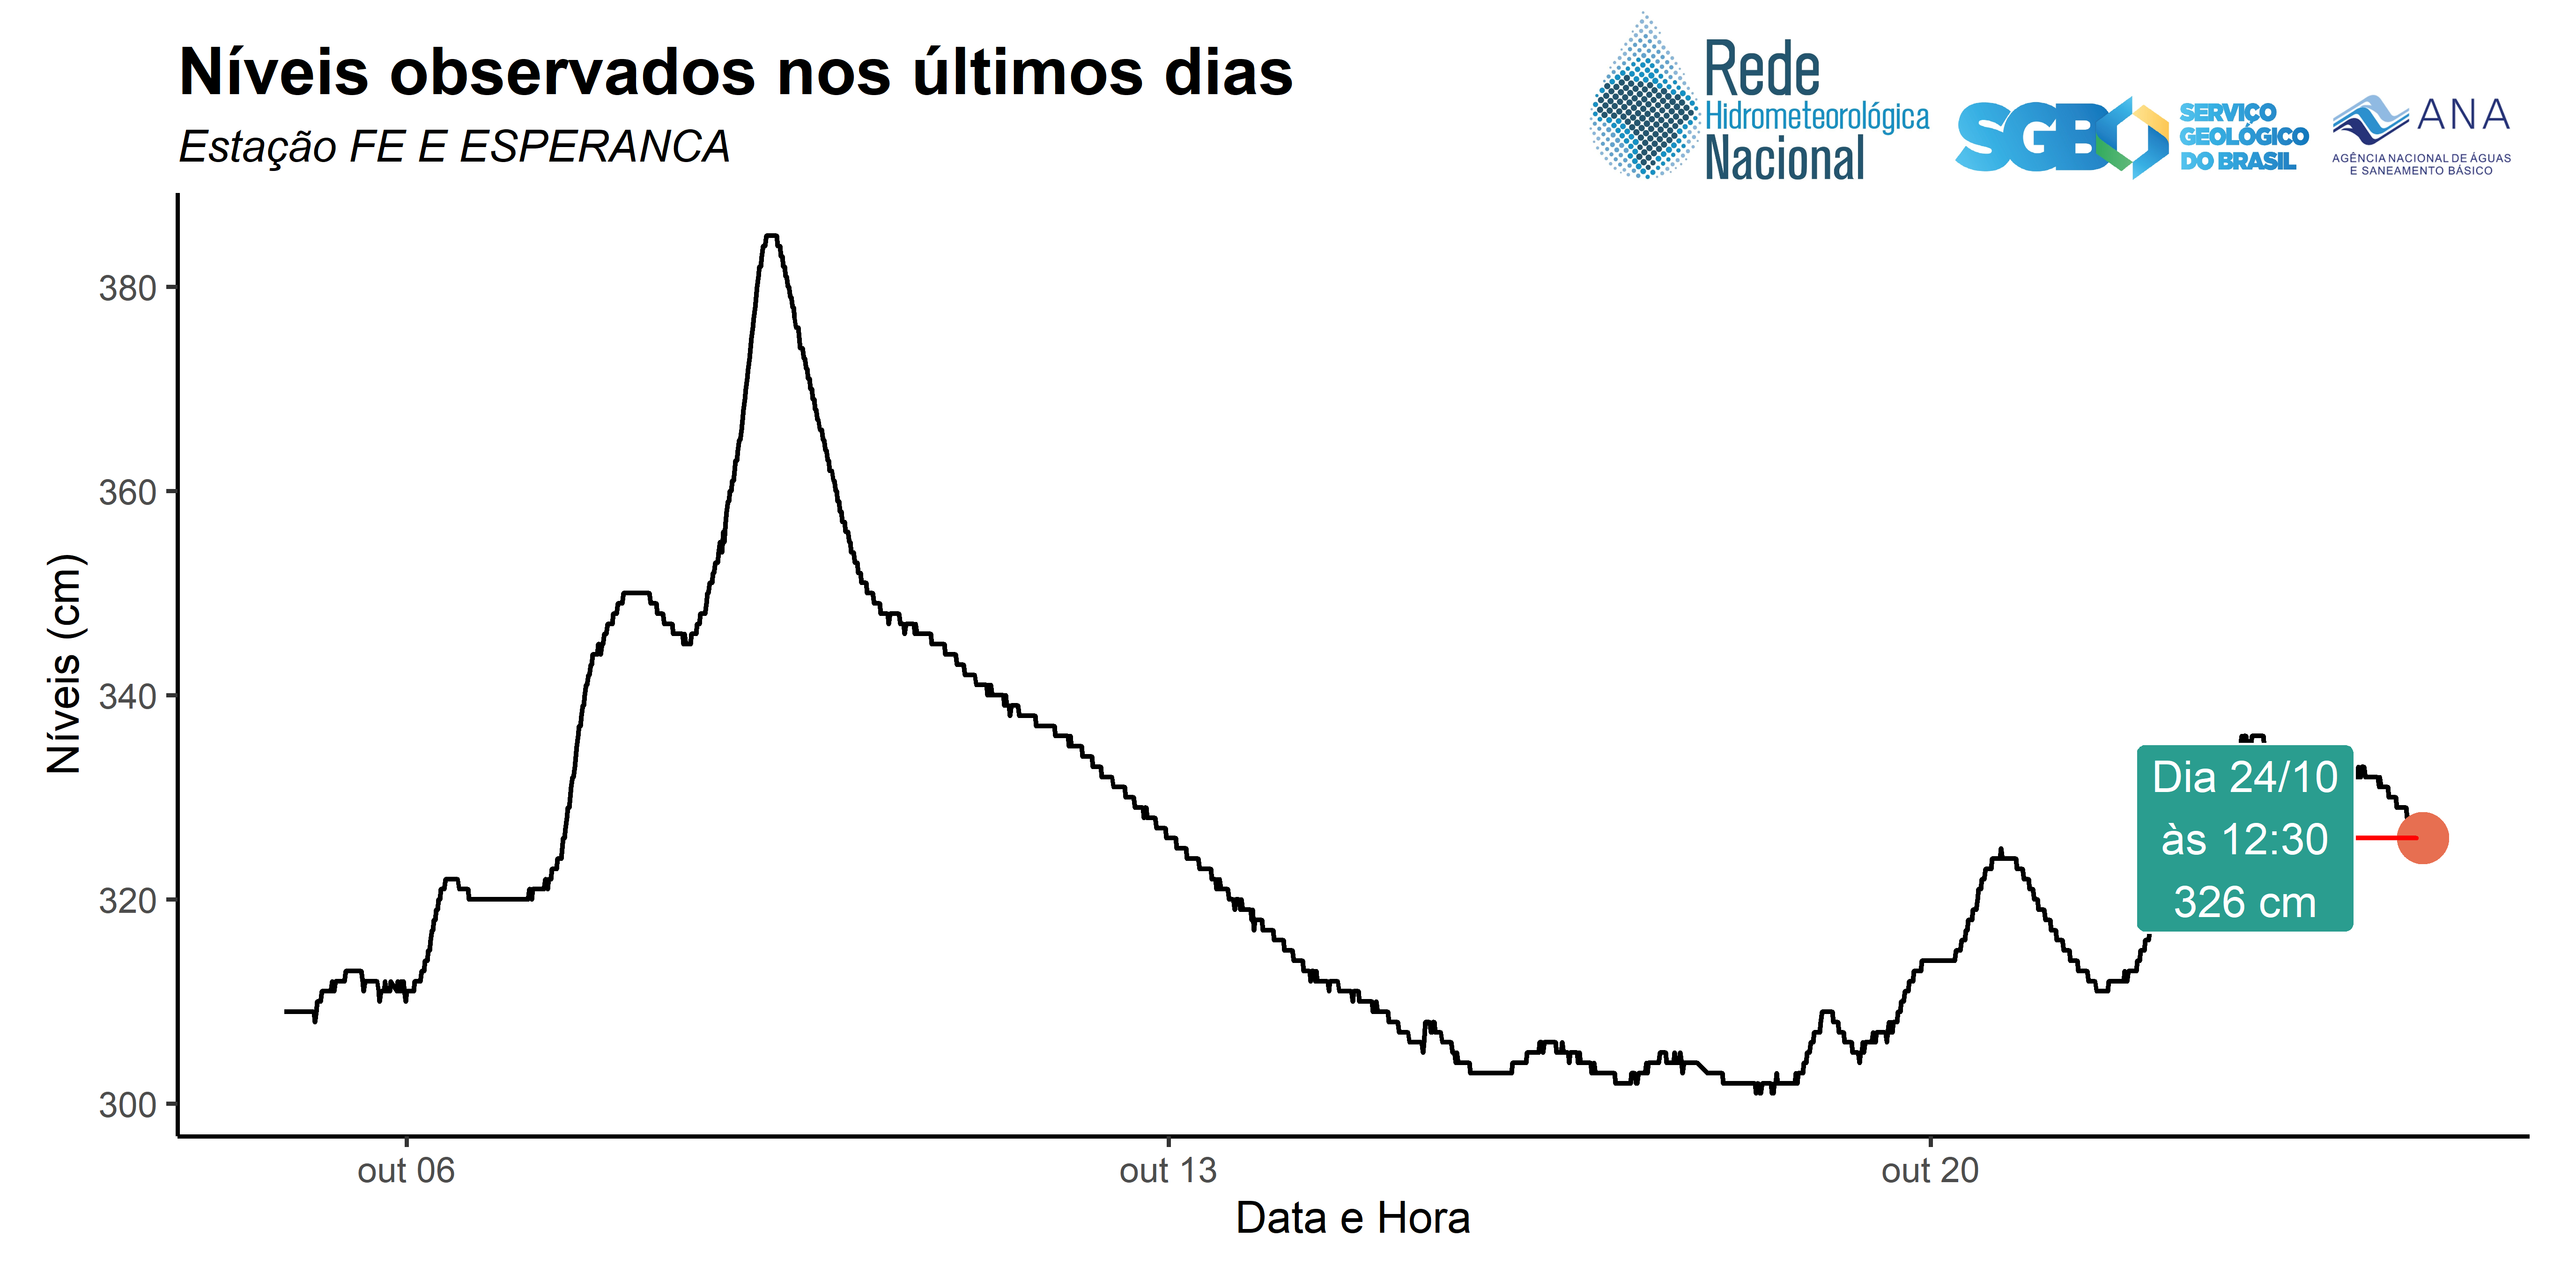 Níveis observados nos últimos dias
Estação FE E ESPERANCA
Rede
Hidrometeorológica
Nacional
SGB
SERVIÇO
GEOLÓGICO
DO BRASIL
ANA
AGÊNCIA NACIONAL DE ÁGUAS
E SANEAMENTO BÁSICO
Níveis (cm)
380
360
340
320
300
Dia 24/10
às 12:30
326 cm
out 06
out 13
out 20
Data e Hora